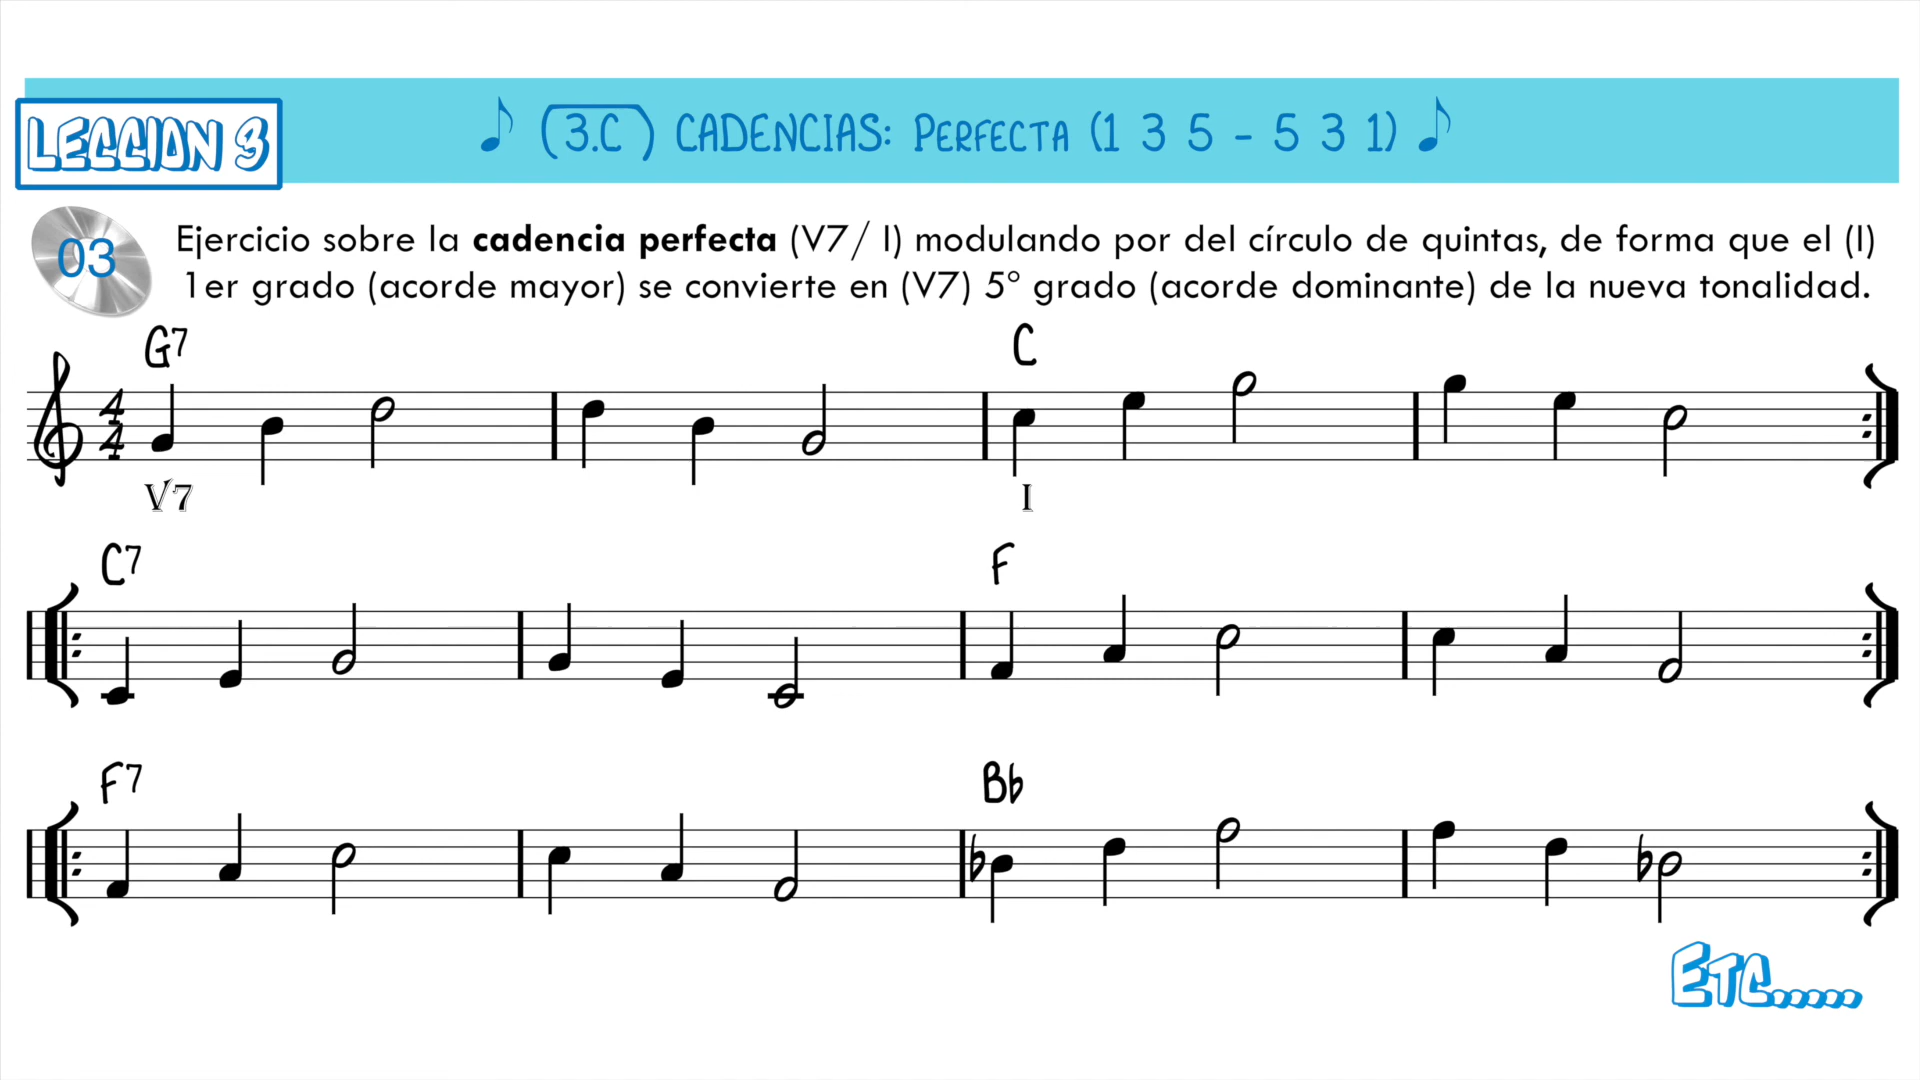 LECCION 3
(3.C) CADENCIAS: PERFECTA (1 3 5 - 5 3 1)
03
Ejercicio sobre la cadencia perfecta (V7/ I) modulando por del círculo de quintas, de forma que el (I)
1er grado (acorde mayor) se convierte en (V7) 5° grado (acorde dominante) de la nueva tonalidad.
G7 C
4
4
V7 I
C7 F
F7 B♭
ETC......